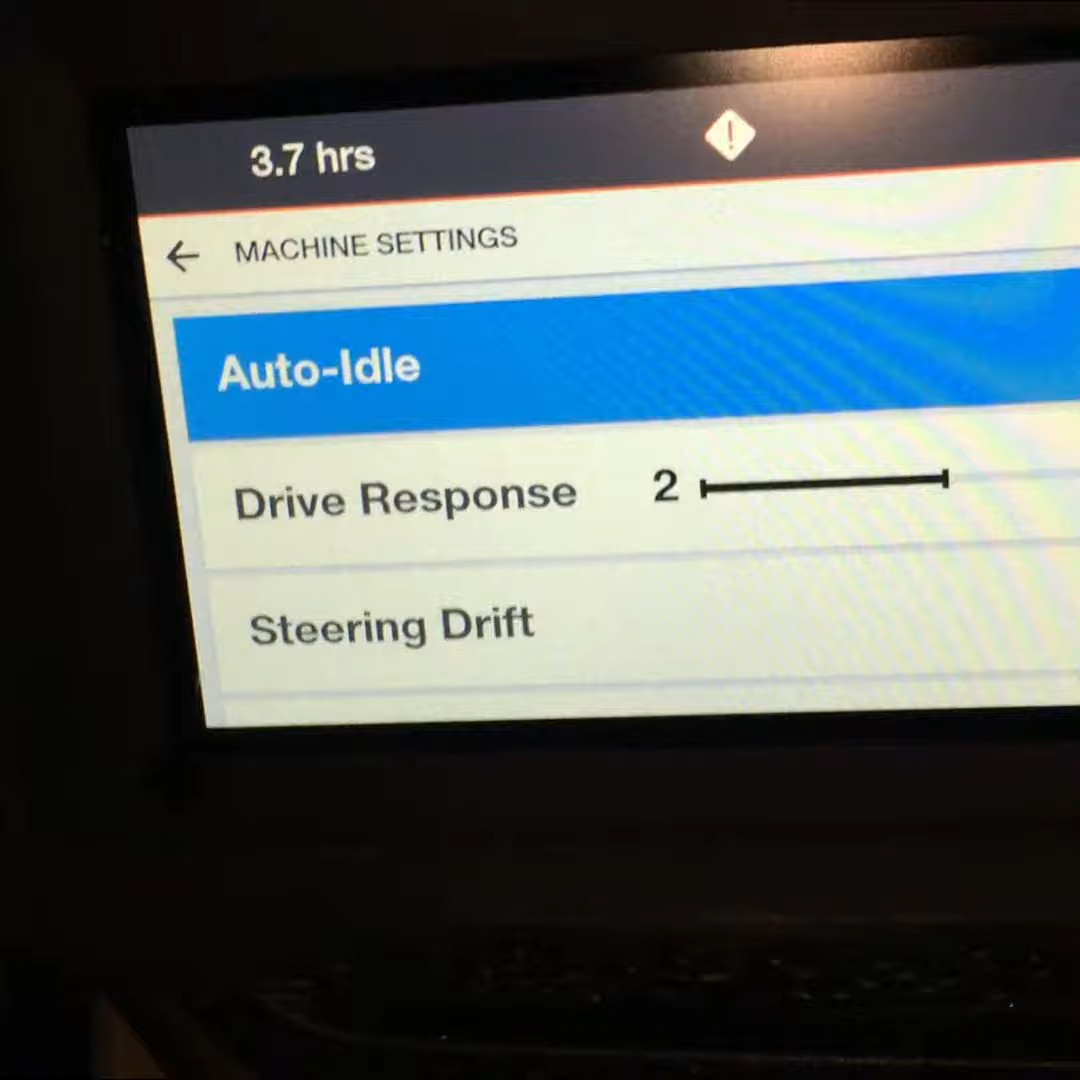 3.7 hrs
MACHINE SETTINGS
Auto-Idle
Drive Response 2
Steering Drift